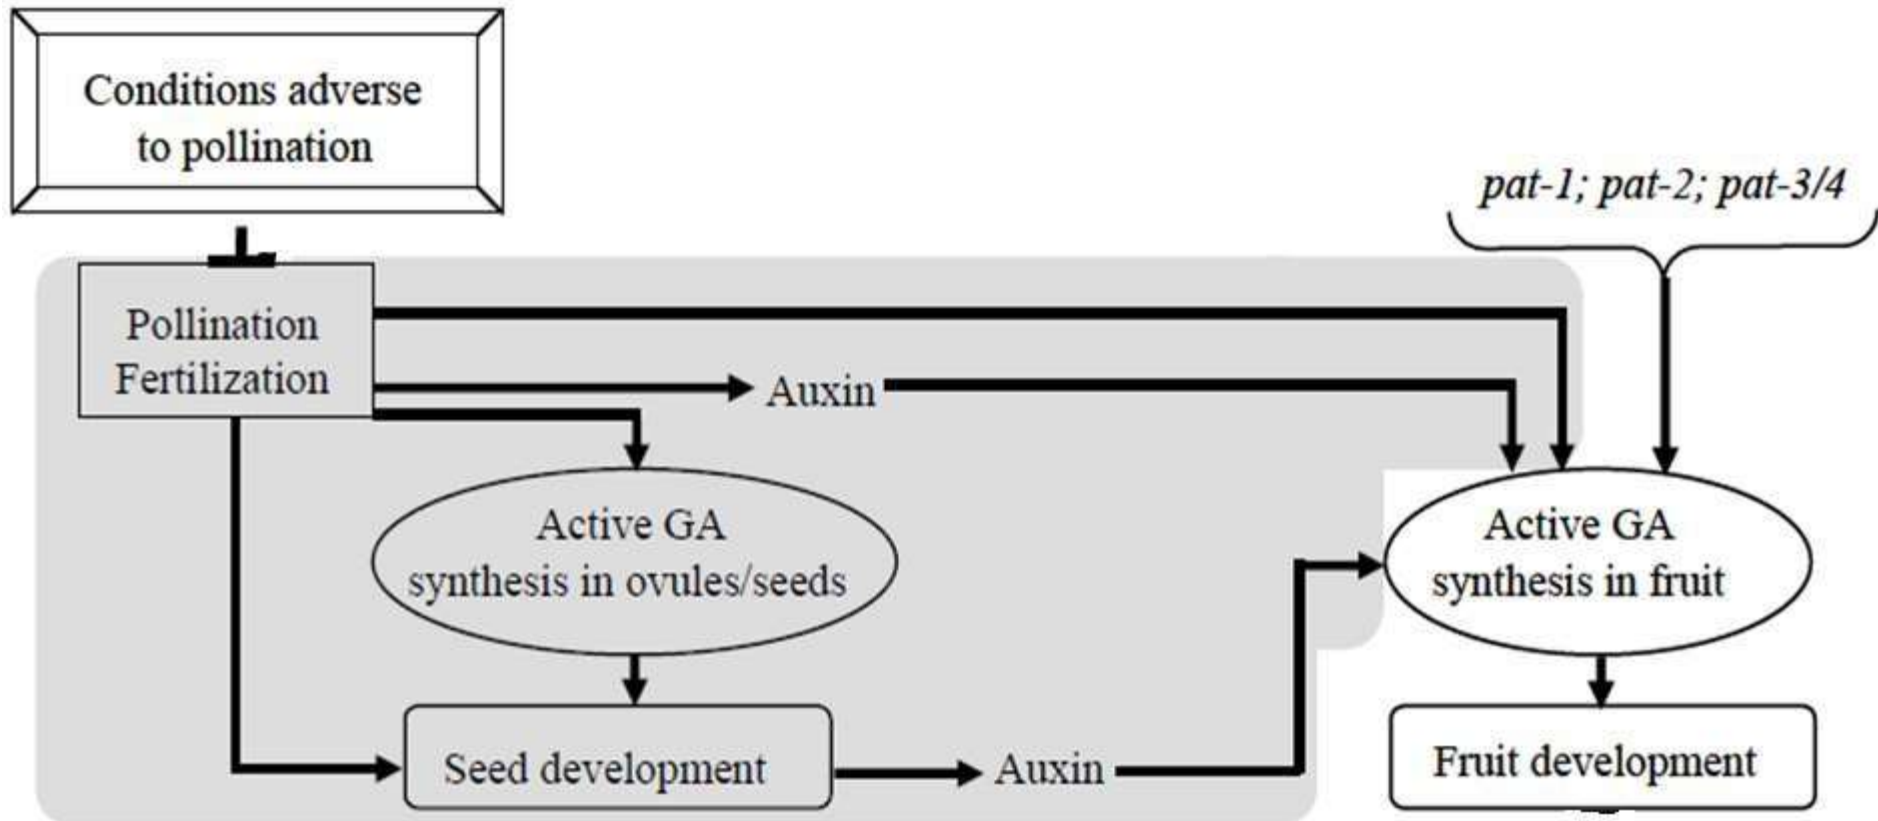 Conditions adverse
to pollination
pat-1; pat-2; pat-3/4
Pollination
Fertilization
Auxin
Active GA
synthesis in ovules/seeds
Active GA
synthesis in fruit
Seed development
Auxin
Fruit development